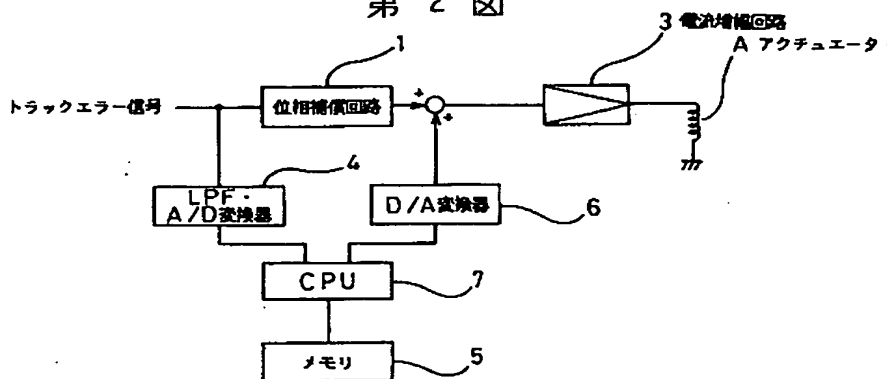 第 2 図
3 電流増幅回路
A アクチュエータ
1
トラックエラー信号
位相補償回路
+
+
4
LPF・
A/D変換器
D/A変換器
6
CPU
7
メモリ
5